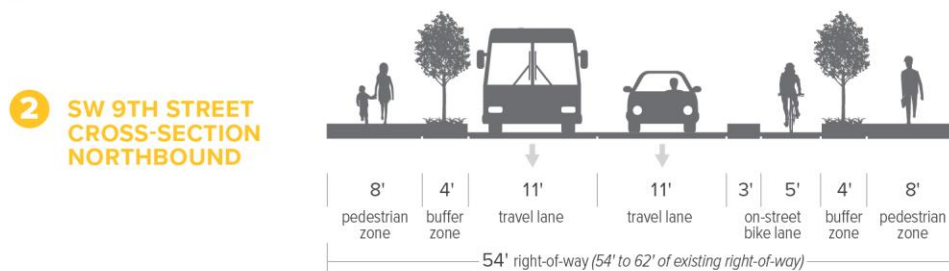 2 SW 9TH STREET
CROSS-SECTION
NORTHBOUND
8' 4' 11' 11' 3' 5' 4' 8'
pedestrian zone
buffer zone
travel lane
travel lane
on-street bike lane
buffer zone
pedestrian zone
54' right-of-way (54' to 62' of existing right-of-way)